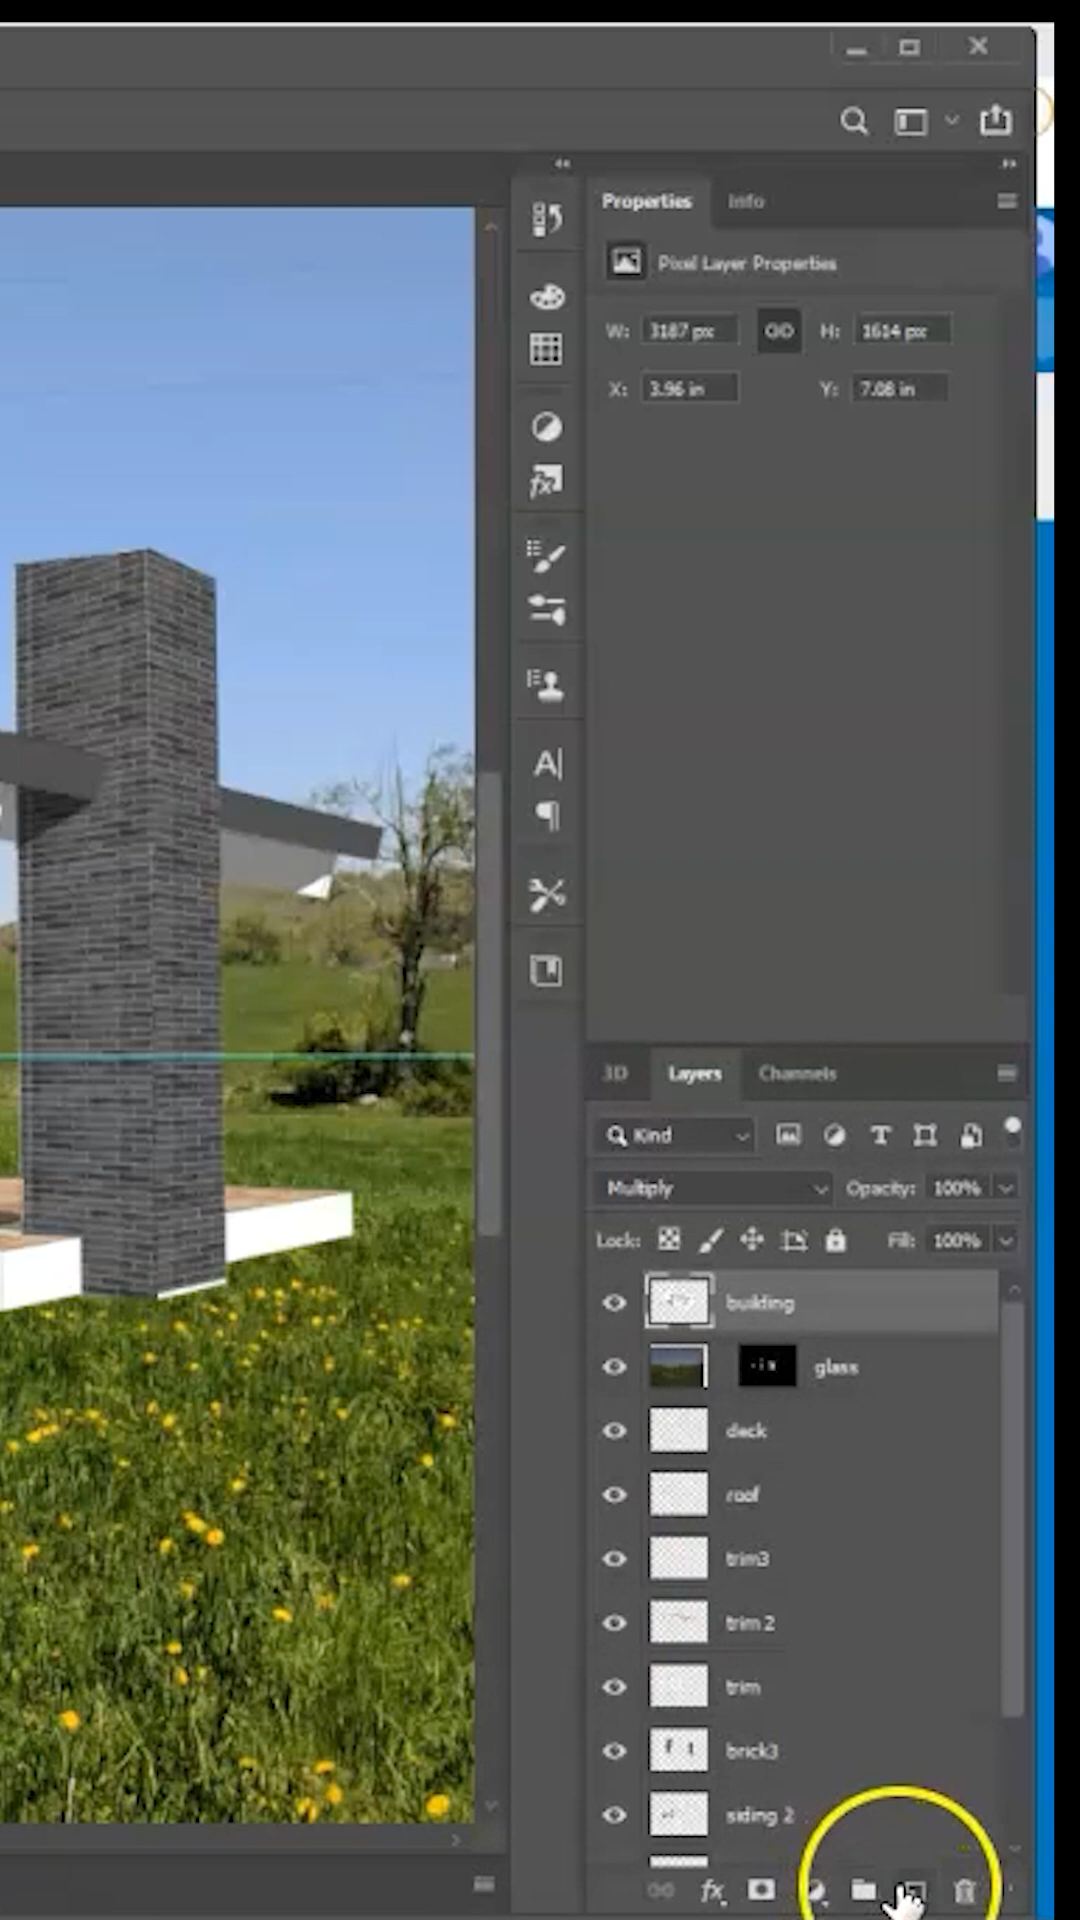 Properties Info
Pixel Layer Properties
W: 3187 px H: 1614 px
X: 3.96 in Y: 7.08 in
3D Layers Channels
Kind
Multiply Opacity: 100%
Lock: Fill: 100%
building
glass
deck
roof
trim3
trim 2
trim
brick3
siding 2